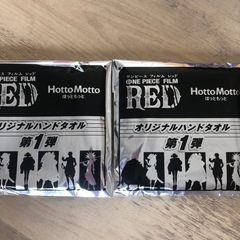 ワンピース フィルム レッド
ONE PIECE FILM
RED
HottoMotto
ほっともっと
オリジナルハンドタオル
第1弾
ワンピース フィルム レッド
ONE PIECE FILM
RED
HottoMotto
ほっともっと
オリジナルハンドタオル
第1弾